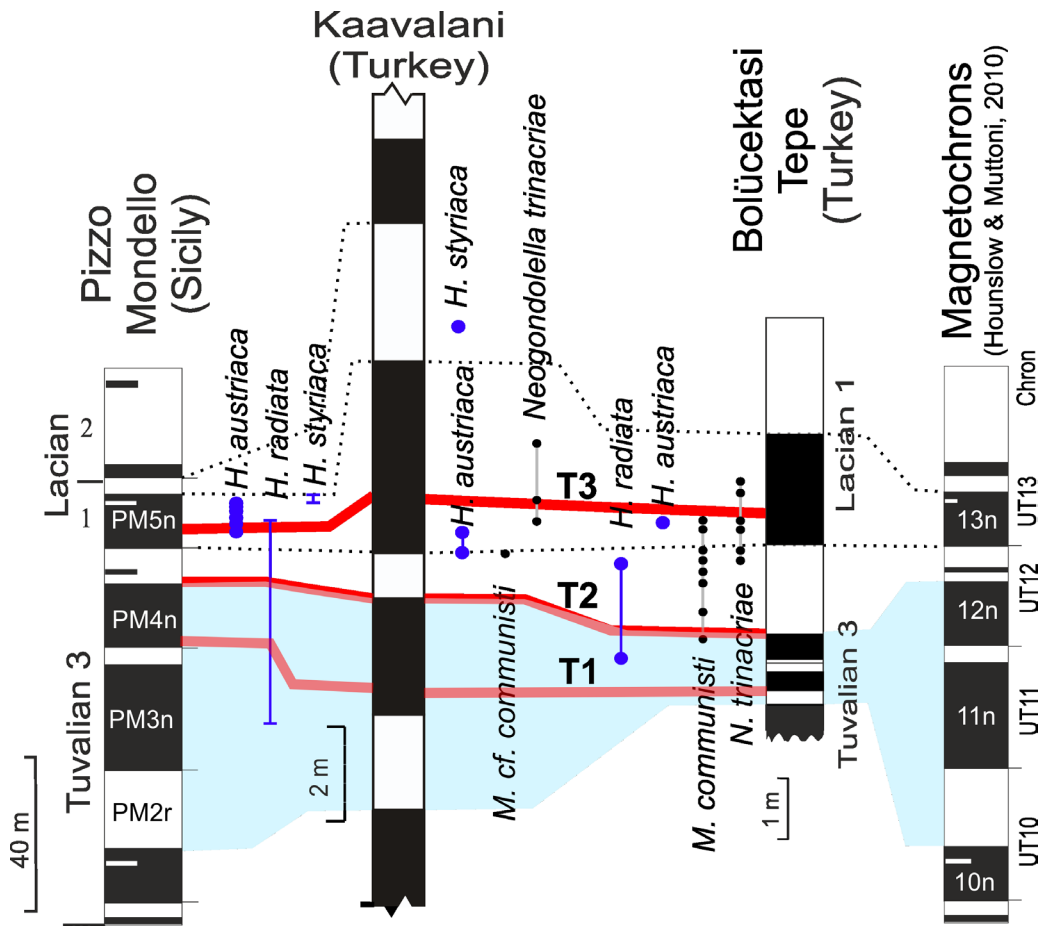 Kaavalani
(Turkey)
Pizzo
Mondello
(Sicily)
Bolücektasi
Tepe
(Turkey)
Magnetochrons
(Hounslow & Muttoni, 2010)
Chron
H. styriaca
Neogondolella trinacriae
H. austriaca
H. radiata
H. styriaca
H. austriaca
H. radiata
H. austriaca
Lacian
2
1
Lacian 1
PM5n
PM4n
PM3n
PM2r
Tuvalian 3
T3
T2
T1
M. cf. communisti
M. communisti
N. trinacriae
Tuvalian 3
13n
12n
11n
10n
UT13
UT12
UT11
UT10
40 m
2 m
1 m